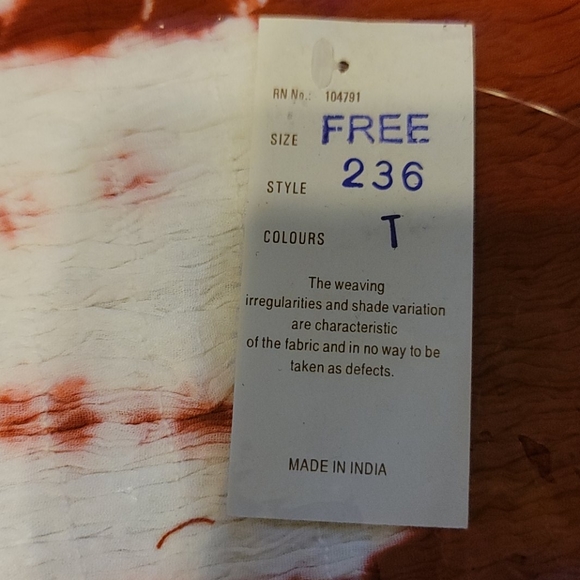 RN No.: 104791
SIZE FREE
STYLE 236
COLOURS T
The weaving
irregularities and shade variation
are characteristic
of the fabric and in no way to be
taken as defects.
MADE IN INDIA